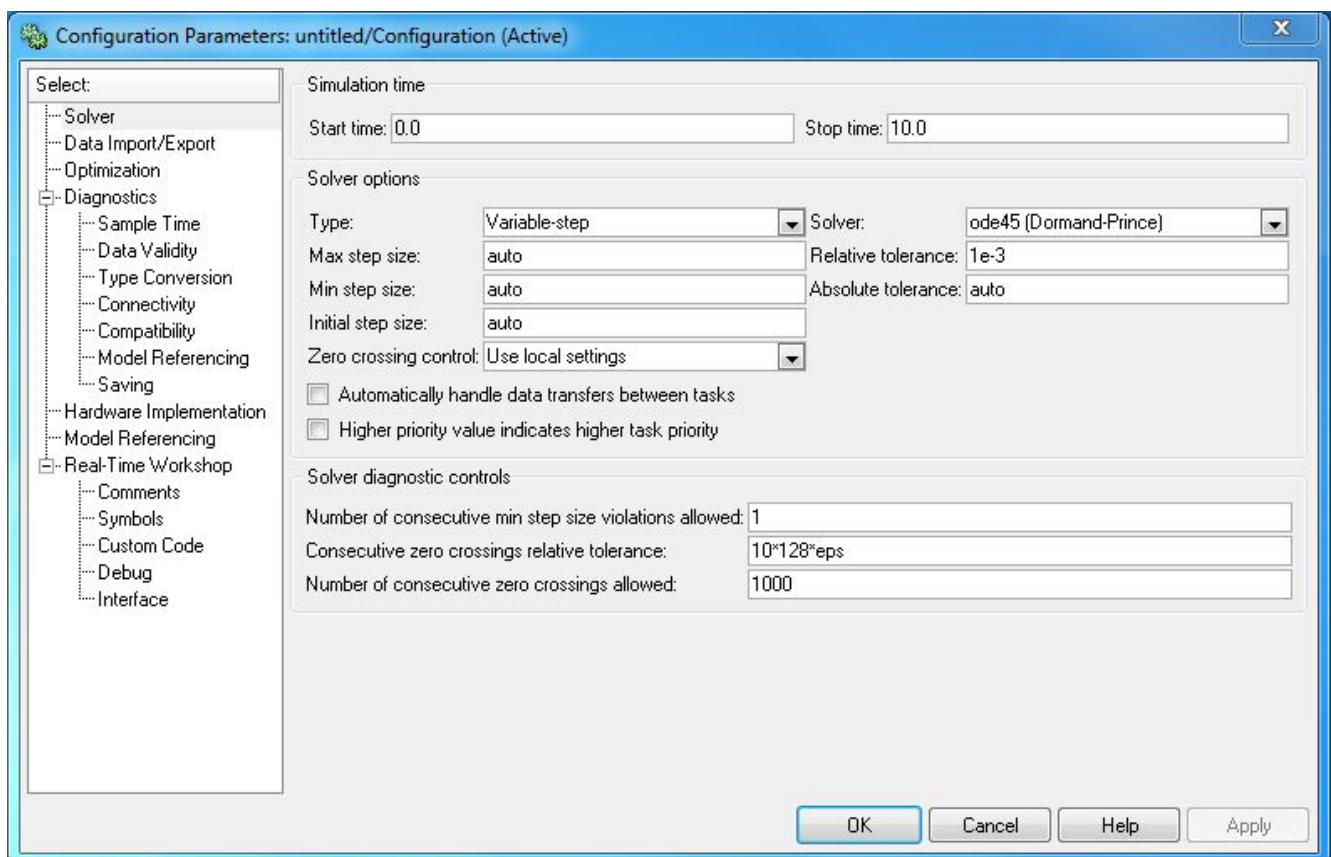 Configuration Parameters: untitled/Configuration (Active)
Select:
Solver
Data Import/Export
Optimization
Diagnostics
Sample Time
Data Validity
Type Conversion
Connectivity
Compatibility
Model Referencing
Saving
Hardware Implementation
Model Referencing
Real-Time Workshop
Comments
Symbols
Custom Code
Debug
Interface
Simulation time
Start time: 0.0 Stop time: 10.0
Solver options
Type: Variable-step Solver: ode45 (Dormand-Prince)
Max step size: auto Relative tolerance: 1e-3
Min step size: auto Absolute tolerance: auto
Initial step size: auto
Zero crossing control: Use local settings
Automatically handle data transfers between tasks
Higher priority value indicates higher task priority
Solver diagnostic controls
Number of consecutive min step size violations allowed: 1
Consecutive zero crossings relative tolerance: 10*128*eps
Number of consecutive zero crossings allowed: 1000
OK Cancel Help Apply